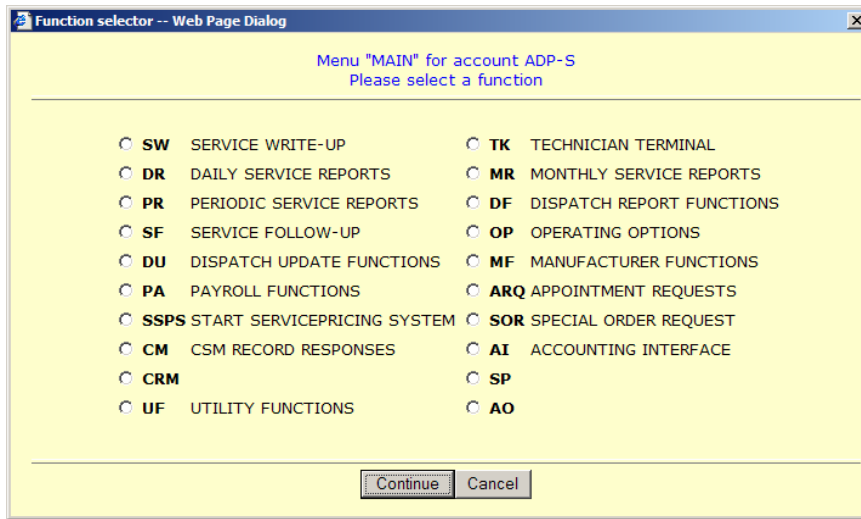 Function selector -- Web Page Dialog
Menu "MAIN" for account ADP-S
Please select a function
SW SERVICE WRITE-UP TK TECHNICIAN TERMINAL
DR DAILY SERVICE REPORTS MR MONTHLY SERVICE REPORTS
PR PERIODIC SERVICE REPORTS DF DISPATCH REPORT FUNCTIONS
SF SERVICE FOLLOW-UP OP OPERATING OPTIONS
DU DISPATCH UPDATE FUNCTIONS MF MANUFACTURER FUNCTIONS
PA PAYROLL FUNCTIONS ARQ APPOINTMENT REQUESTS
SSPS START SERVICEPRICING SYSTEM SOR SPECIAL ORDER REQUEST
CM CSM RECORD RESPONSES AI ACCOUNTING INTERFACE
CRM SP
UF UTILITY FUNCTIONS AO
Continue Cancel